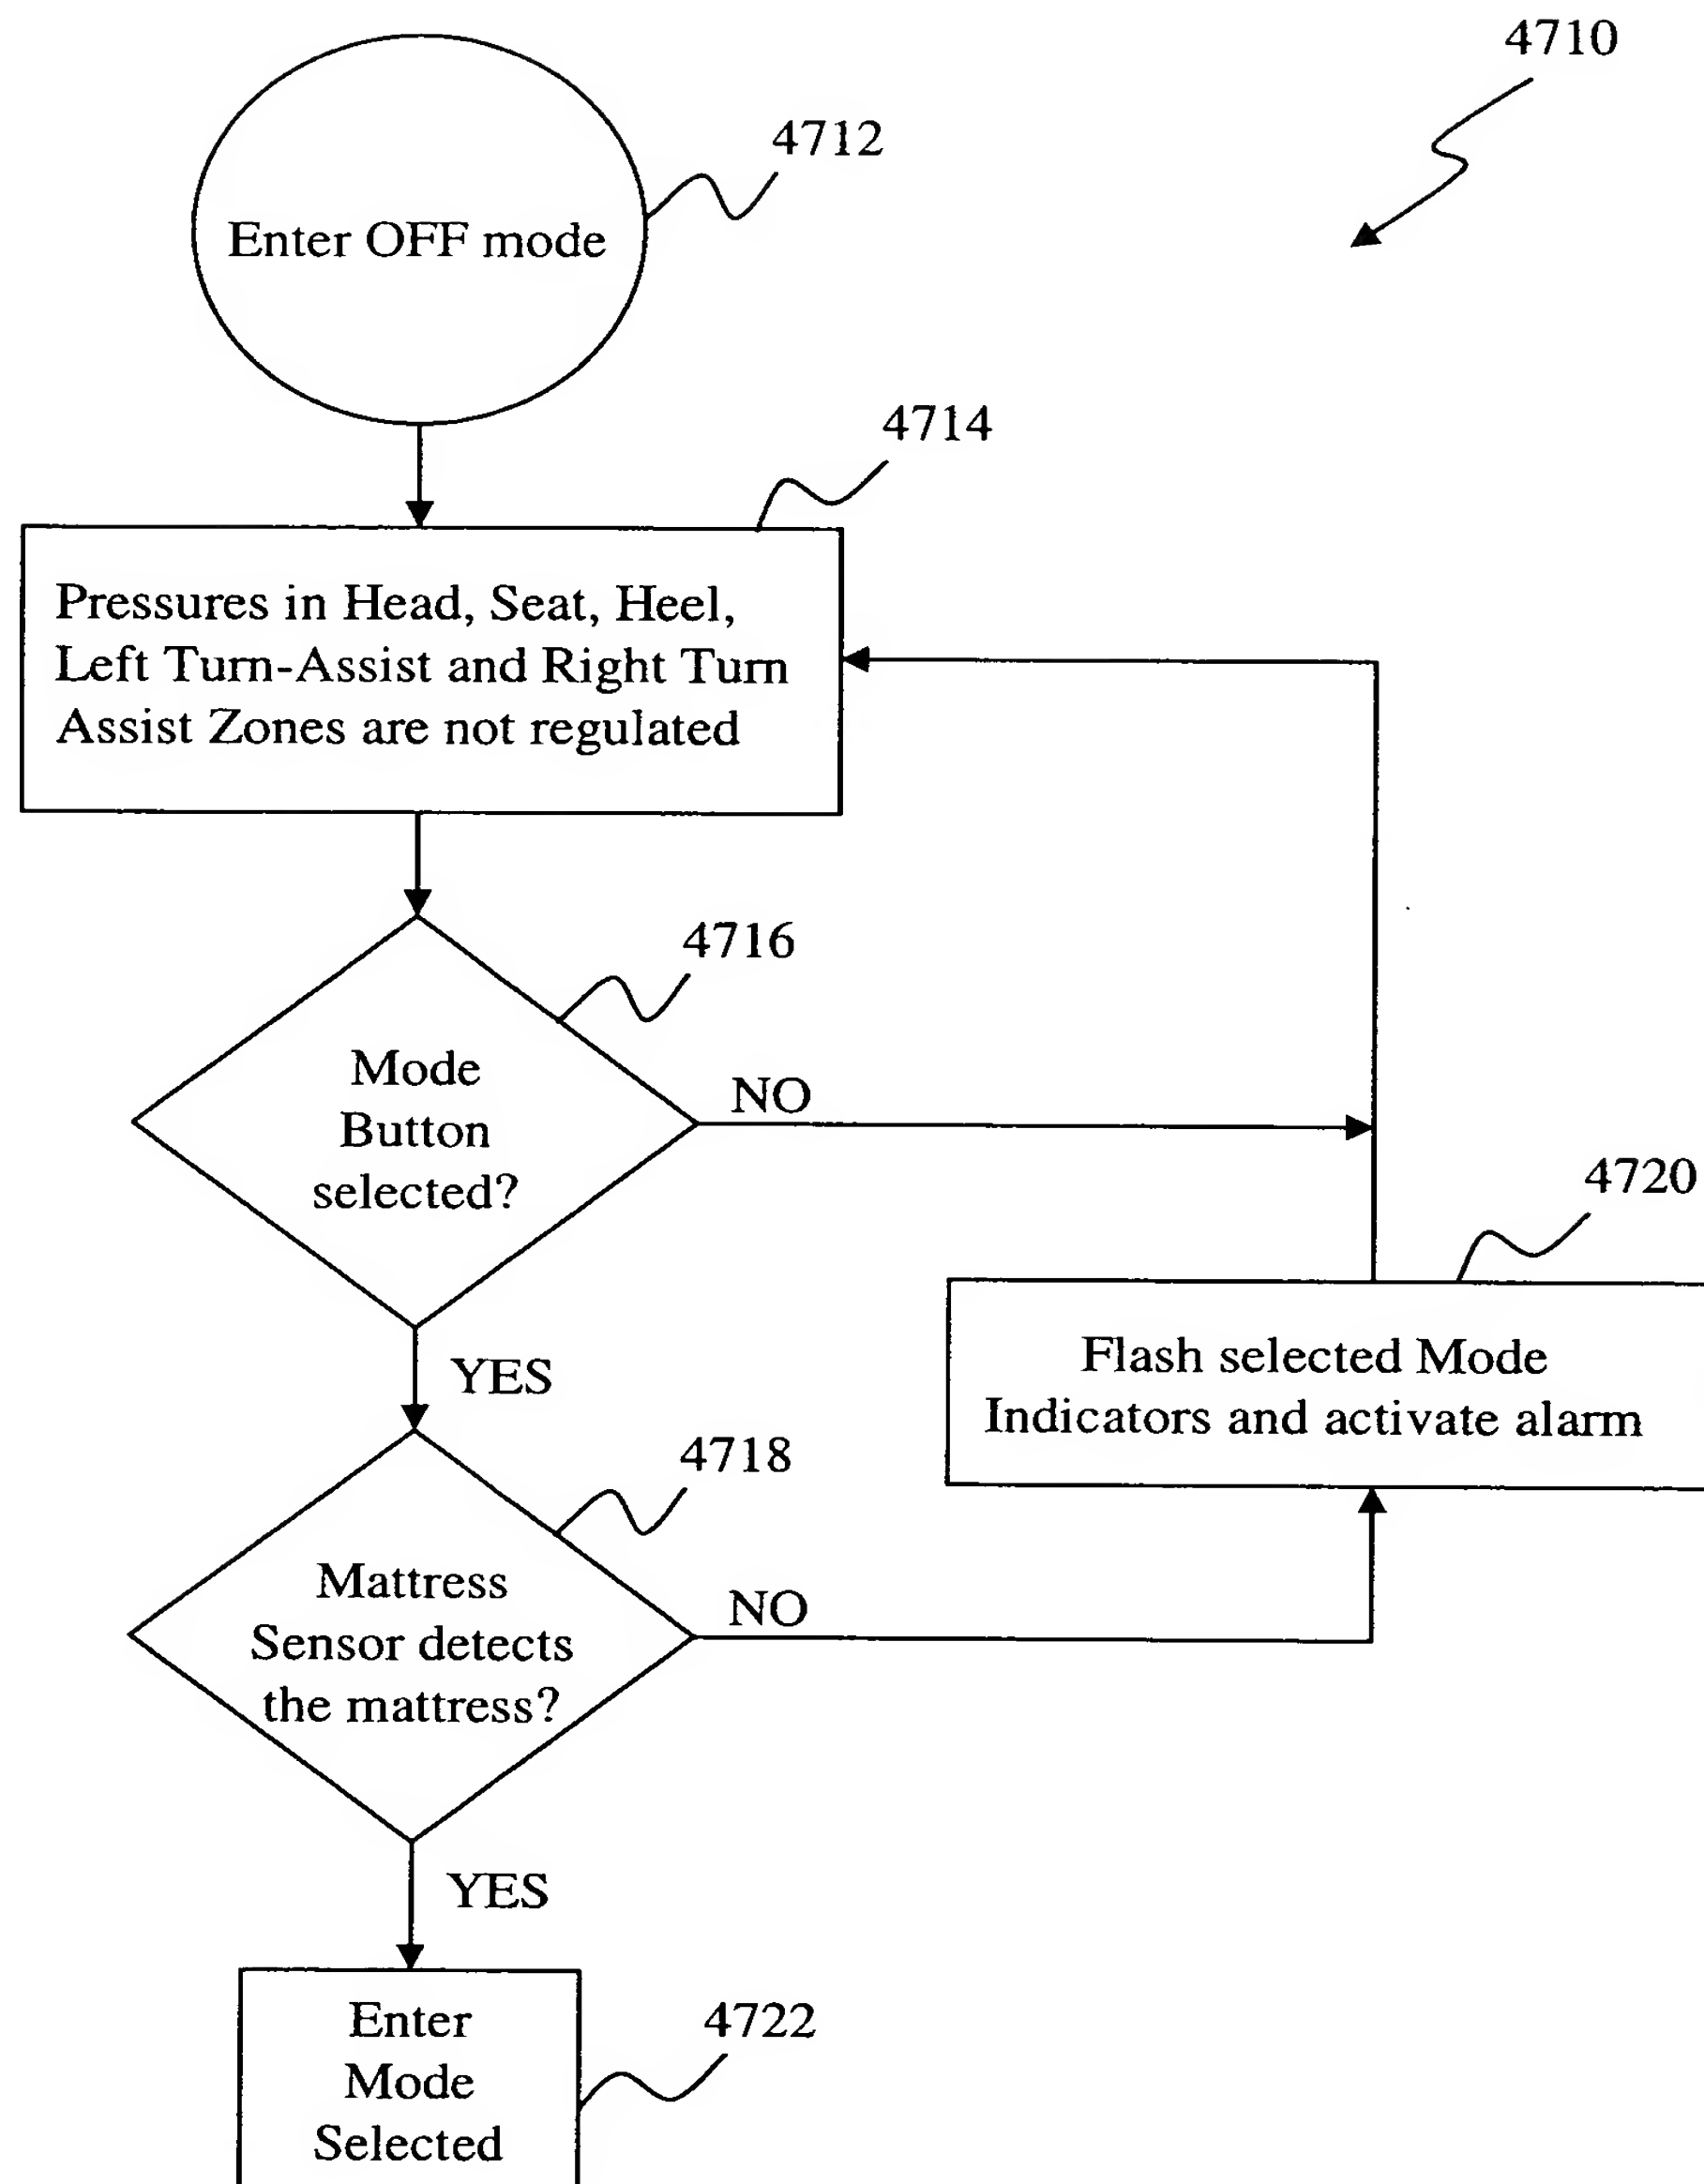 4710
4712
Enter OFF mode
4714
Pressures in Head, Seat, Heel,
Left Turn-Assist and Right Turn
Assist Zones are not regulated
4716
Mode
Button
selected?
NO
YES
4720
Flash selected Mode
Indicators and activate alarm
4718
Mattress
Sensor detects
the mattress?
NO
YES
4722
Enter
Mode
Selected